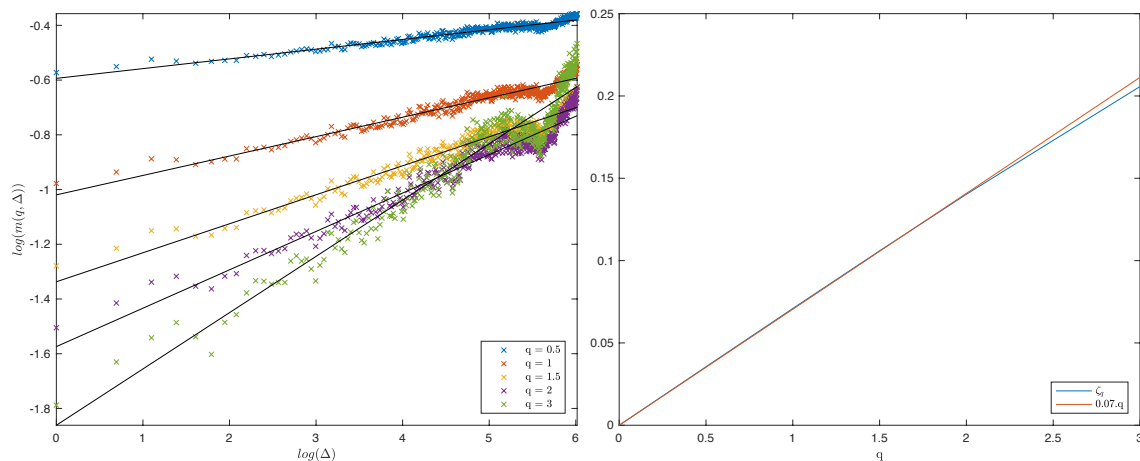 -0.4
-0.6
-0.8
-1
-1.2
-1.4
-1.6
-1.8
log(m(q, Δ))
0 1 2 3 4 5 6
log(Δ)
q = 0.5
q = 1
q = 1.5
q = 2
q = 3
0.25
0.2
0.15
0.1
0.05
0
0 0.5 1 1.5 2 2.5 3
q
ζq
0.07.q